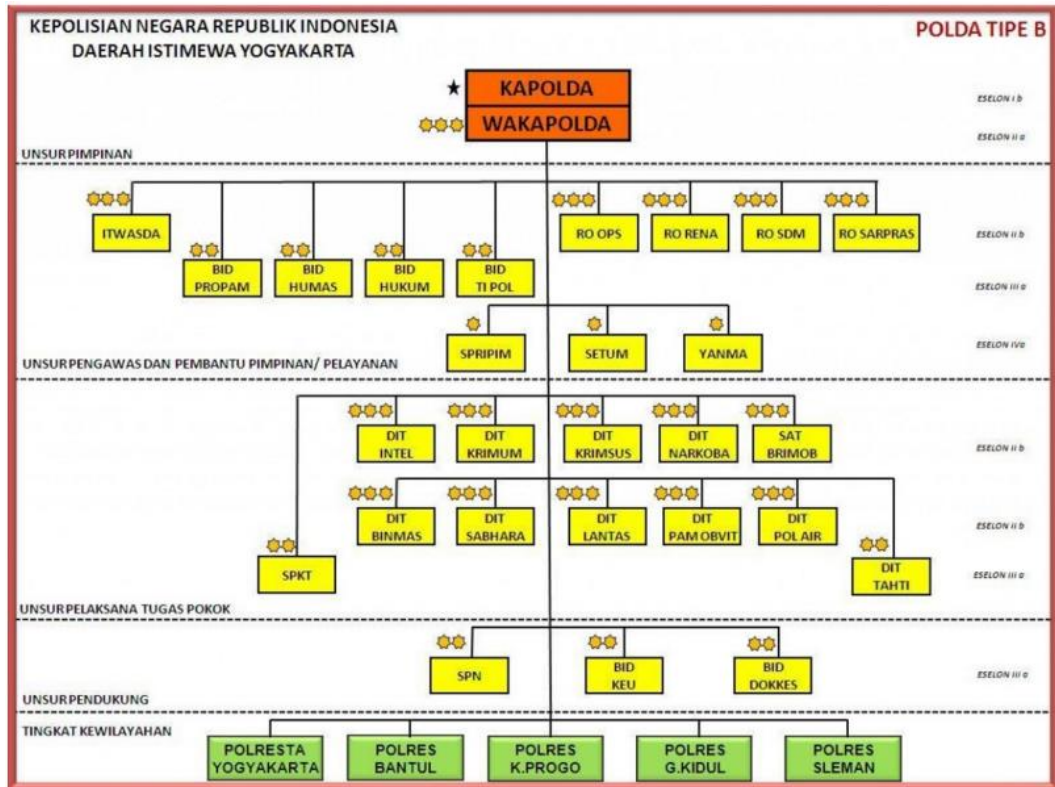 KEPOLISIAN NEGARA REPUBLIK INDONESIA
DAERAH ISTIMEWA YOGYAKARTA
POLDA TIPE B
KAPOLDA
ESELON I b
WAKAPOLDA
ESELON II a
UNSUR PIMPINAN
ITWASDA
RO OPS
RO RENA
RO SDM
RO SARPRAS
ESELON II b
BID
PROPAM
BID
HUMAS
BID
HUKUM
BID
TI POL
ESELON III a
SPRIPIM
SETUM
YANMA
ESELON IVa
UNSUR PENGAWAS DAN PEMBANTU PIMPINAN/ PELAYANAN
DIT
INTEL
DIT
KRIMUM
DIT
KRIMSUS
DIT
NARKOBA
SAT
BRIMOB
ESELON II b
DIT
BINMAS
DIT
SABHARA
DIT
LANTAS
DIT
PAM OBVIT
DIT
POL AIR
ESELON II b
SPKT
DIT
TAHTI
ESELON III a
UNSUR PELAKSANA TUGAS POKOK
SPN
BID
KEU
BID
DOKKES
ESELON III a
UNSUR PENDUKUNG
TINGKAT KEWILAYAHAN
POLRESTA
YOGYAKARTA
POLRES
BANTUL
POLRES
K.PROGO
POLRES
G.KIDUL
POLRES
SLEMAN